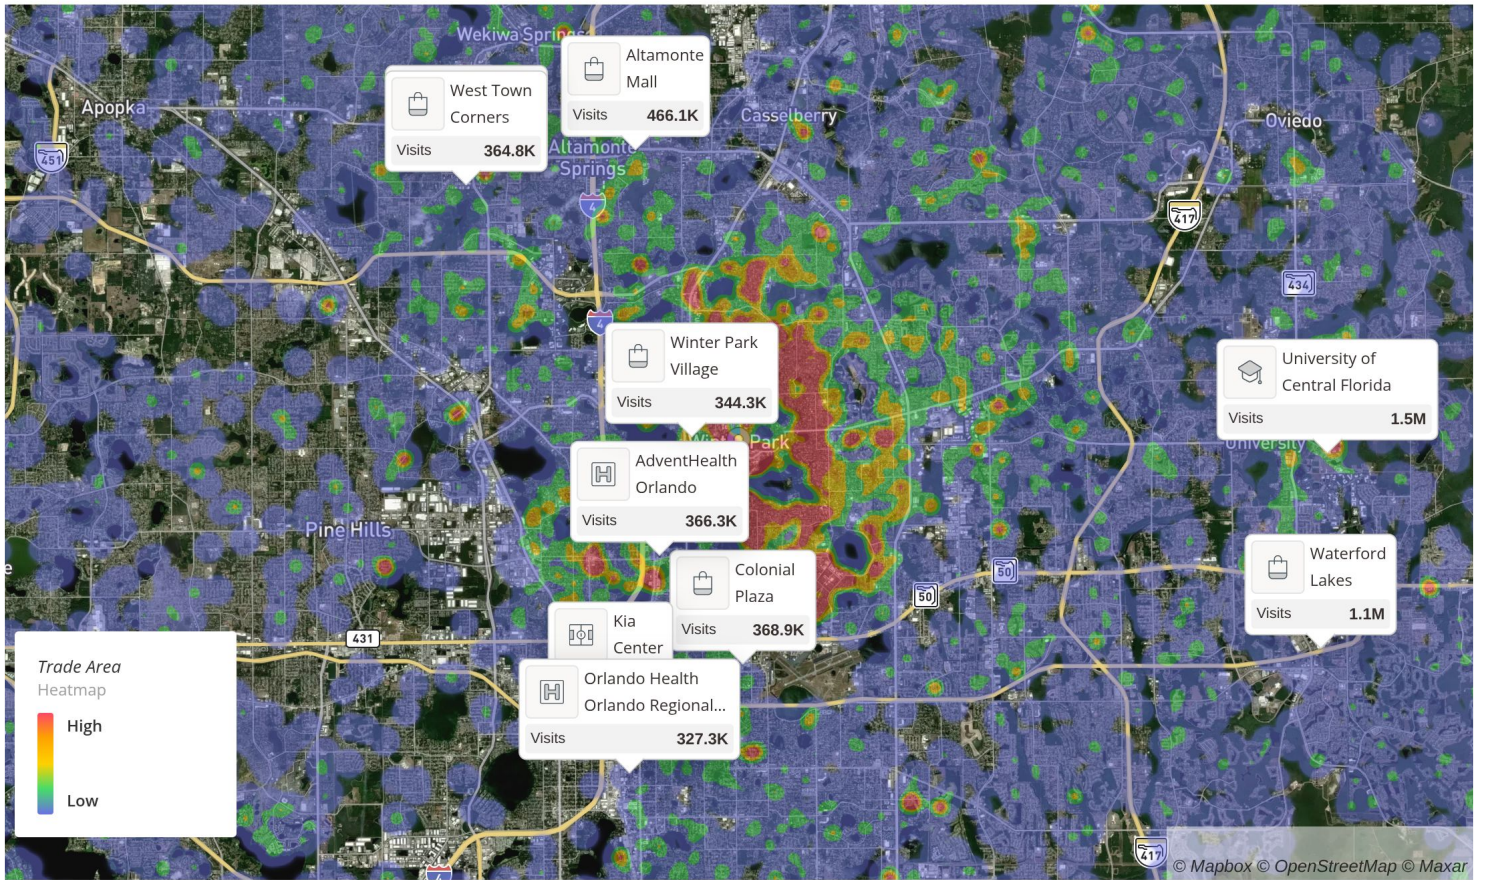 Wekiwa Springs
Altamonte
Mall
Visits 466.1K
West Town
Corners
Visits 364.8K
Apopka
Casselberry
Oviedo
451
Altamonte
Springs
4
417
434
4
Winter Park
Village
Visits 344.3K
University of
Central Florida
Visits 1.5M
Park
University
AdventHealth
Orlando
Visits 366.3K
Pine Hills
Waterford
Lakes
Visits 1.1M
Colonial
Plaza
Visits 368.9K
50
50
Kia
Center
431
Orlando Health
Orlando Regional...
Visits 327.3K
Trade Area
Heatmap
High
Low
417
4
© Mapbox © OpenStreetMap © Maxar